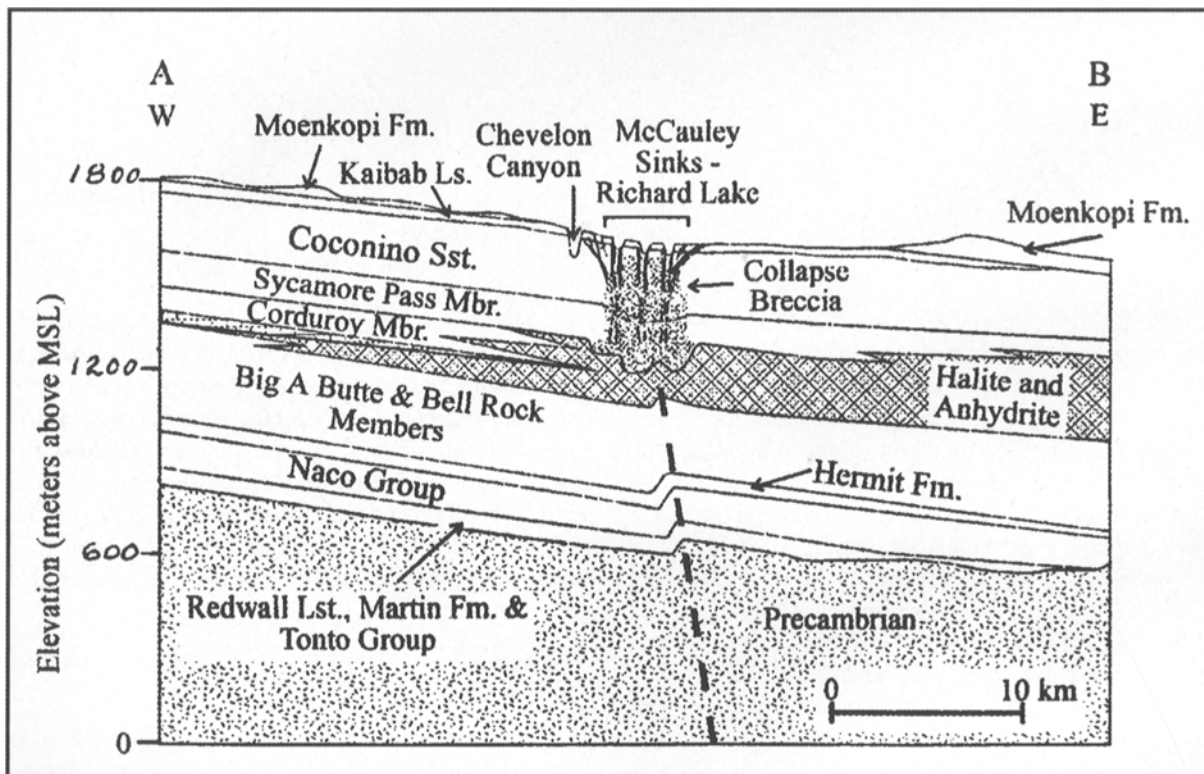 A
W
B
E
Moenkopi Fm.
Kaibab Ls.
Chevelon
Canyon
McCauley
Sinks -
Richard Lake
Moenkopi Fm.
1800
Coconino Sst.
Collapse
Breccia
Sycamore Pass Mbr.
Corduroy Mbr.
1200
Big A Butte & Bell Rock
Members
Halite and
Anhydrite
Naco Group
Hermit Fm.
600
Redwall Lst., Martin Fm. &
Tonto Group
Precambrian
0 10 km
0
Elevation (meters above MSL)